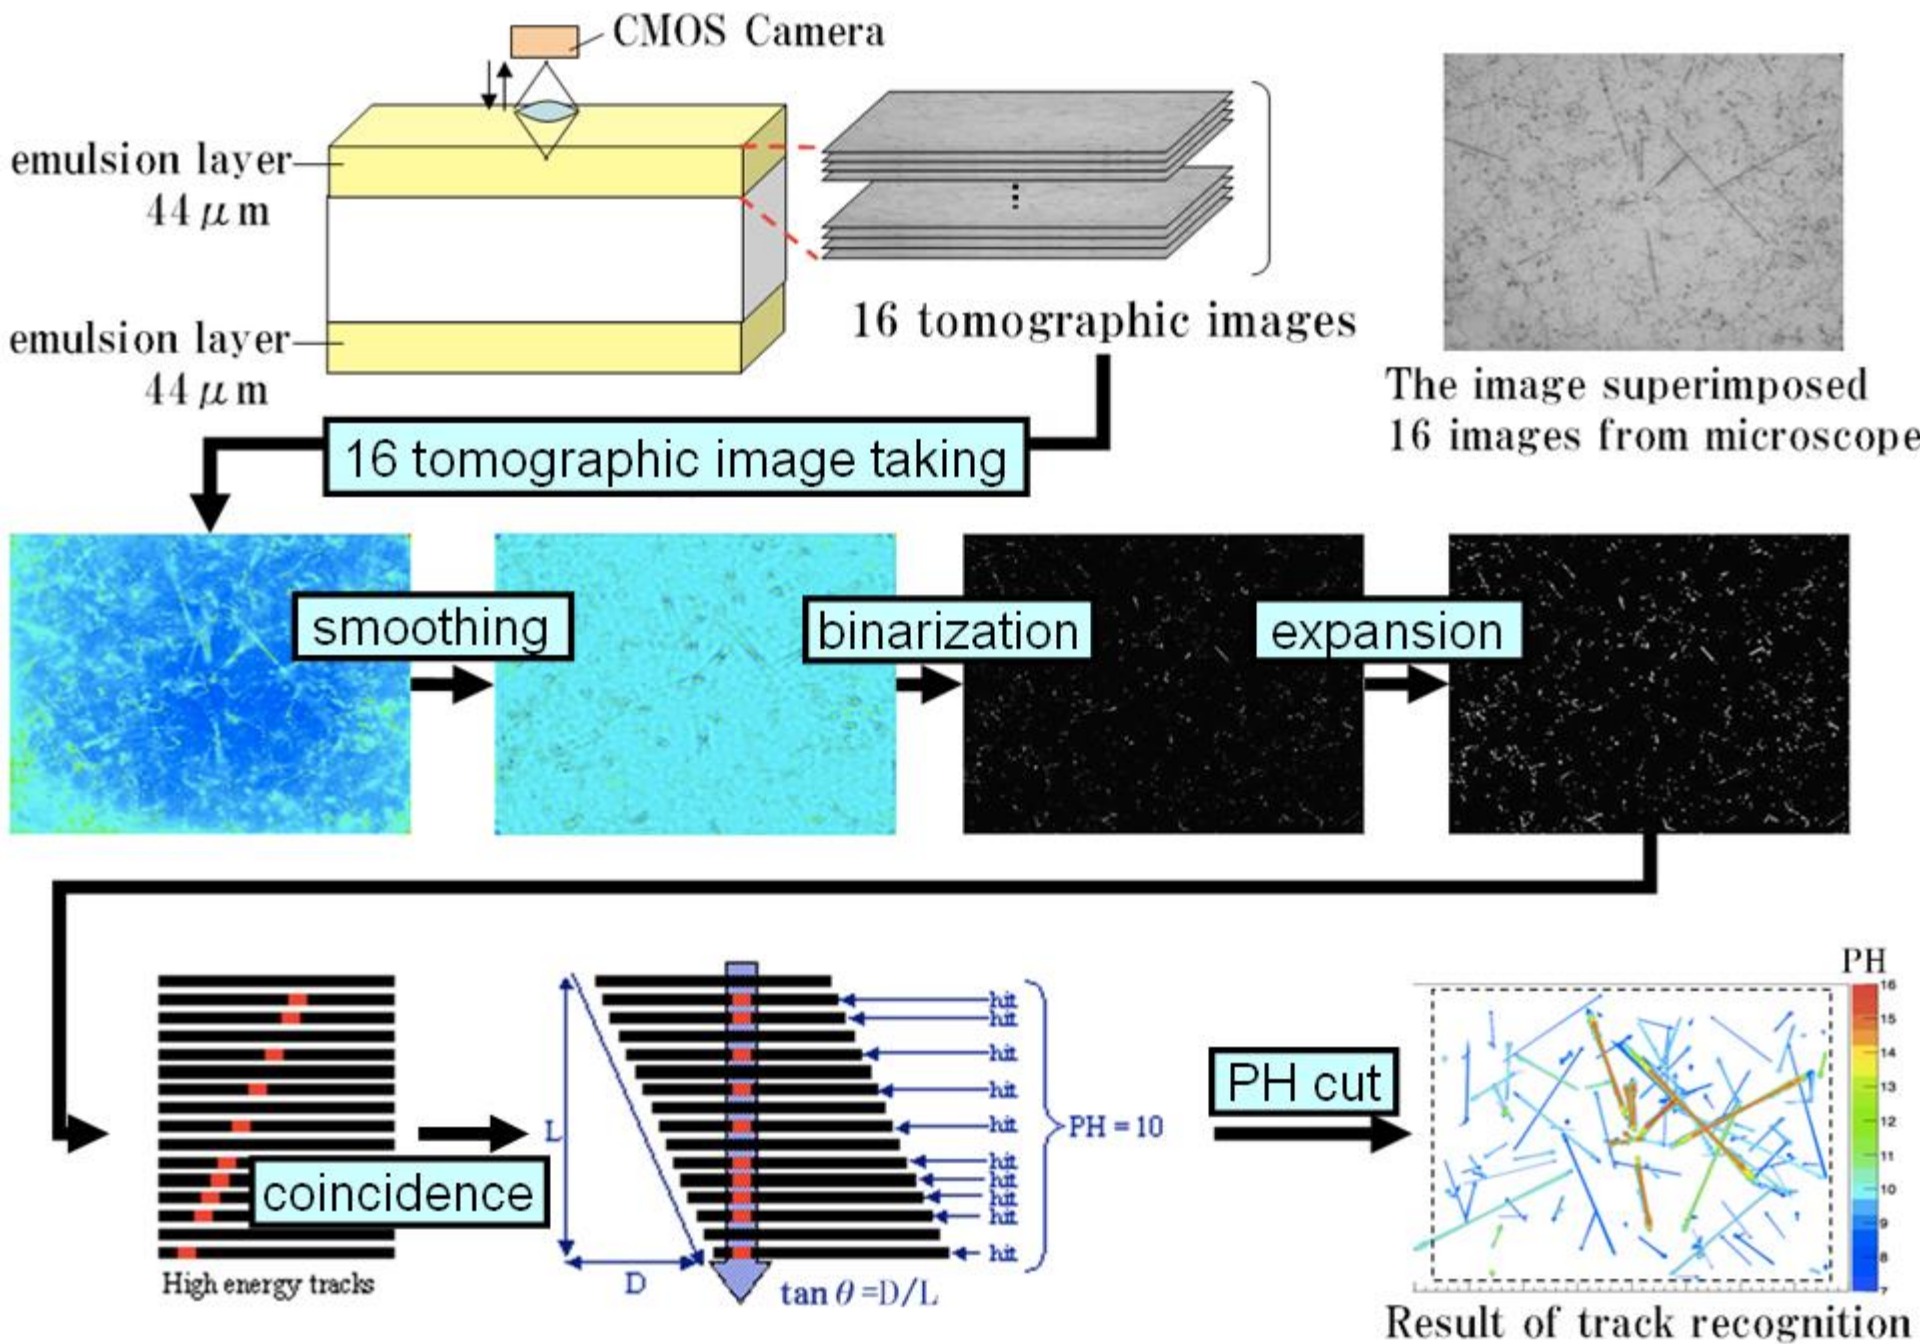 CMOS Camera
emulsion layer
44 μm
emulsion layer
44 μm
16 tomographic images
The image superimposed
16 images from microscope
16 tomographic image taking
smoothing
binarization
expansion
High energy tracks
coincidence
L
D
tan θ =D/L
hit
hit
hit
hit
hit
hit
hit
hit
hit
hit
PH = 10
PH cut
PH
16
15
14
13
12
11
10
9
8
7
Result of track recognition